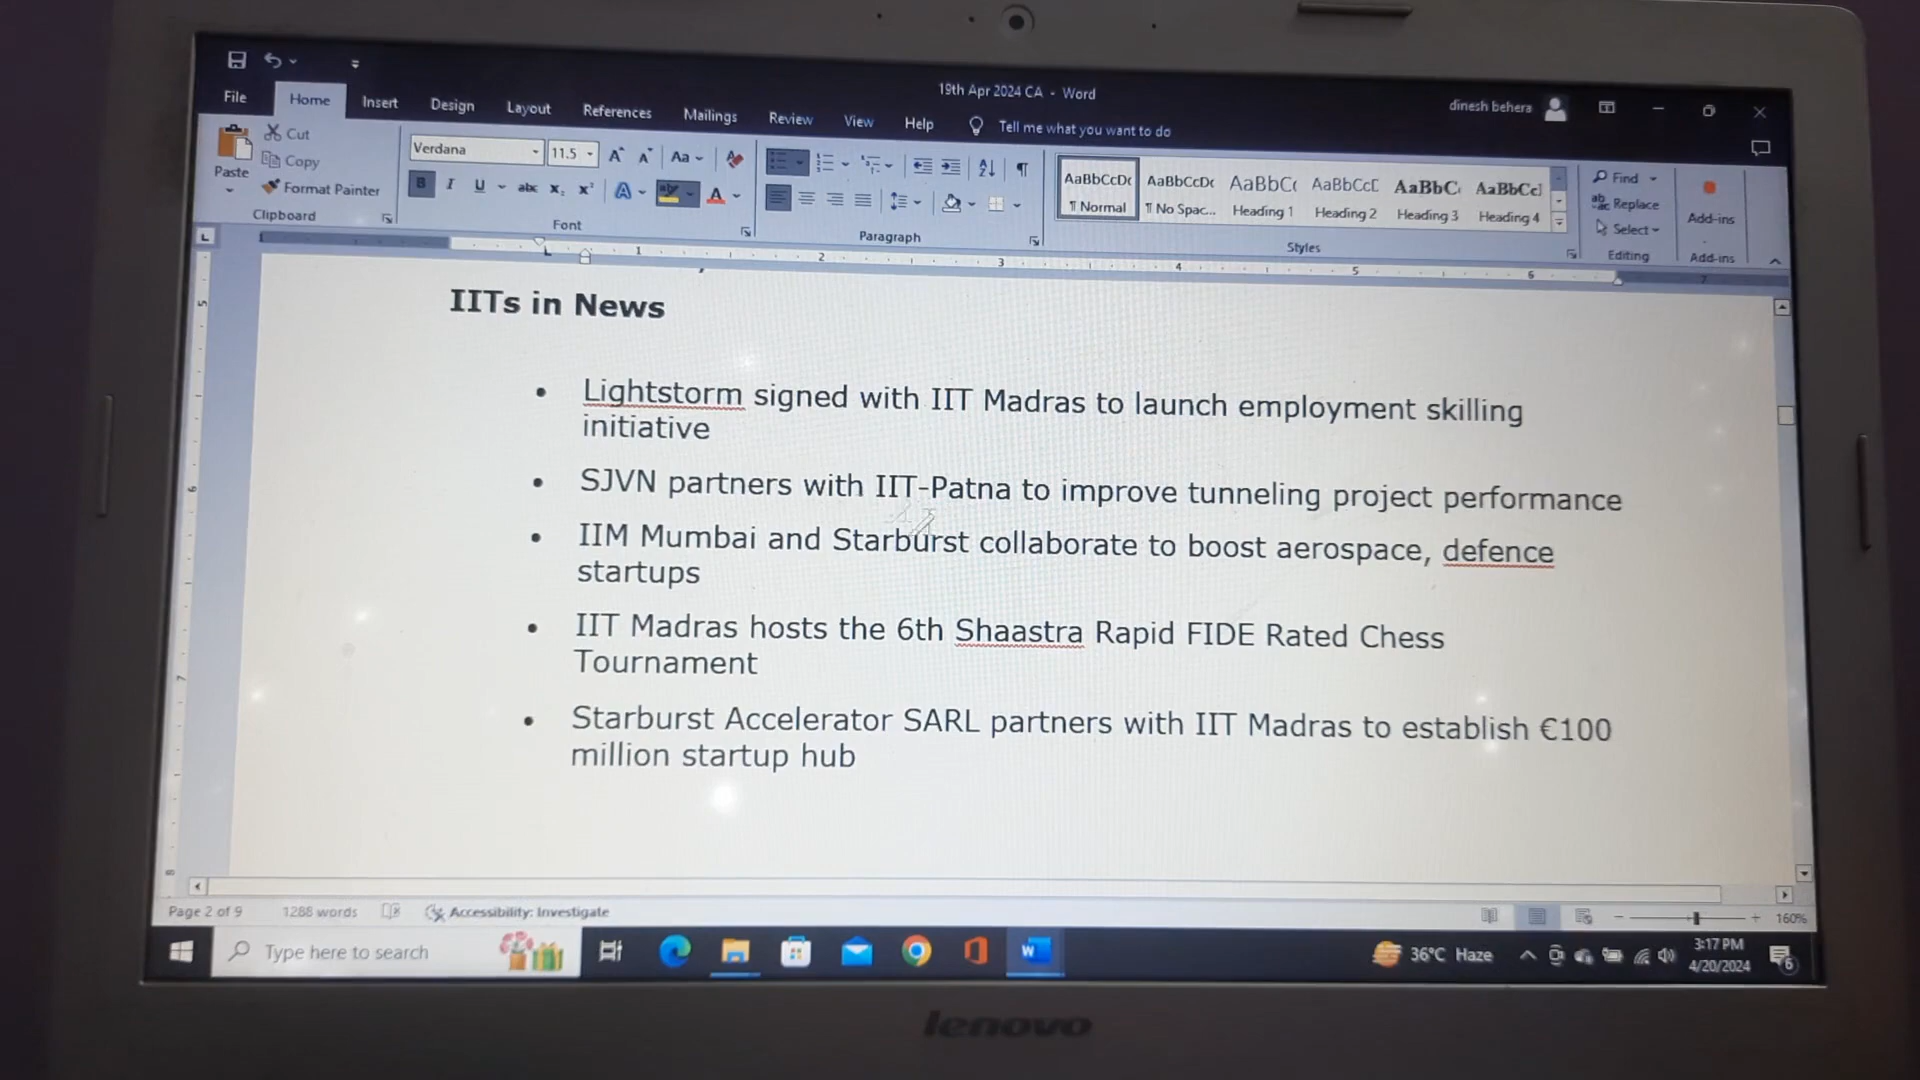 19th Apr 2024 CA - Word
dinesh behera
File Home Insert Design Layout References Mailings Review View Help Tell me what you want to do
Paste
Cut
Copy
Format Painter
Clipboard
Verdana 11.5
Font
Paragraph
AaBbCcDc AaBbCcDc AaBbC( AaBbCcD AaBbC AaBbCcI
¶ Normal ¶ No Spac... Heading 1 Heading 2 Heading 3 Heading 4
Styles
Find
Replace
Select
Editing
Add-ins
Add-ins
IITs in News
• Lightstorm signed with IIT Madras to launch employment skilling
initiative
• SJVN partners with IIT-Patna to improve tunneling project performance
• IIM Mumbai and Starburst collaborate to boost aerospace, defence
startups
• IIT Madras hosts the 6th Shaastra Rapid FIDE Rated Chess
Tournament
• Starburst Accelerator SARL partners with IIT Madras to establish €100
million startup hub
Page 2 of 9 1288 words Accessibility: Investigate 160%
Type here to search
36°C Haze
3:17 PM
4/20/2024
6
lenovo